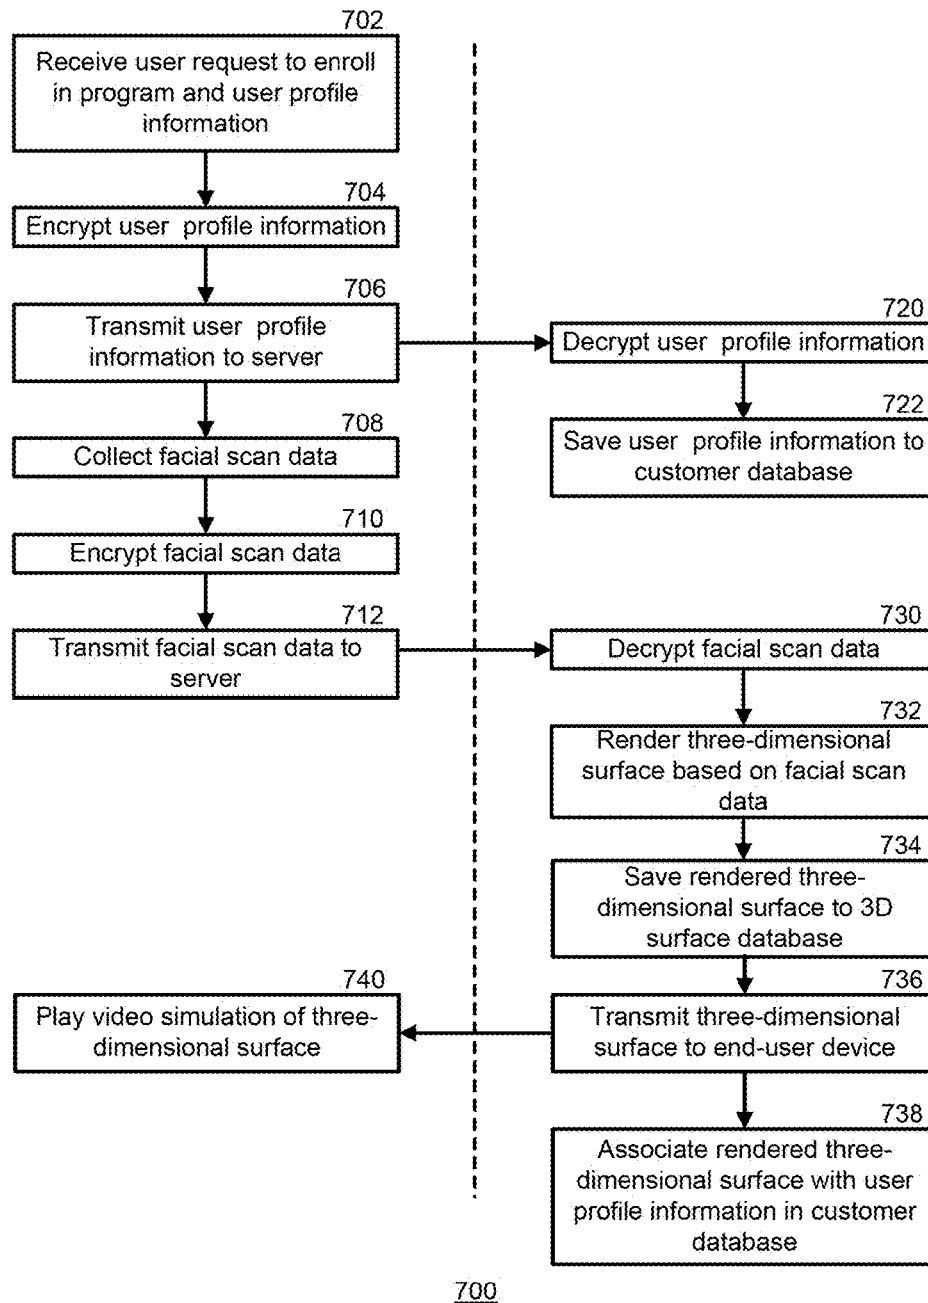 702
Receive user request to enroll
in program and user profile
information
704
Encrypt user profile information
706
Transmit user profile
information to server
708
Collect facial scan data
710
Encrypt facial scan data
712
Transmit facial scan data to
server
720
Decrypt user profile information
722
Save user profile information to
customer database
730
Decrypt facial scan data
732
Render three-dimensional
surface based on facial scan
data
734
Save rendered three-
dimensional surface to 3D
surface database
736
Transmit three-dimensional
surface to end-user device
740
Play video simulation of three-
dimensional surface
738
Associate rendered three-
dimensional surface with user
profile information in customer
database
700